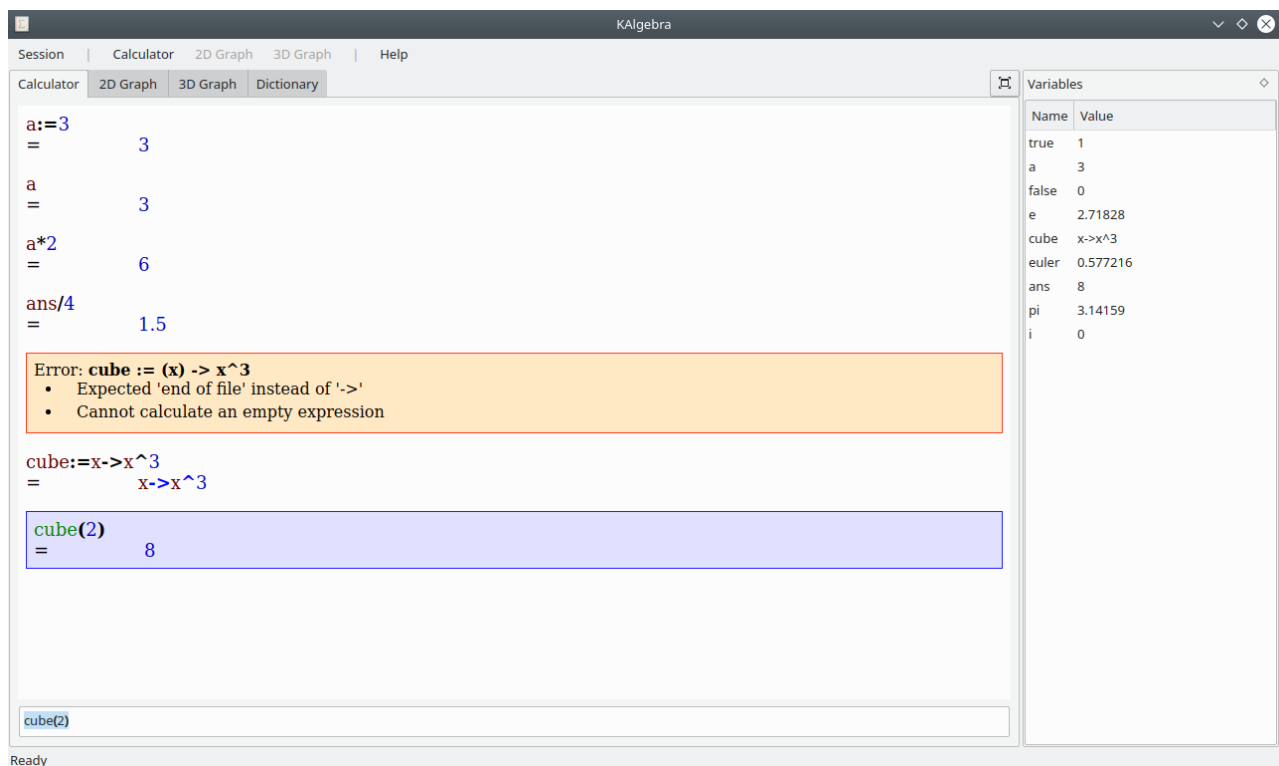 KAlgebra
Session | Calculator 2D Graph 3D Graph | Help
Calculator 2D Graph 3D Graph Dictionary
a:=3
= 3
a
= 3
a*2
= 6
ans/4
= 1.5
Error: cube := (x) -> x^3
• Expected 'end of file' instead of '->'
• Cannot calculate an empty expression
cube:=x->x^3
= x->x^3
cube(2)
= 8
cube(2)
Variables
Name Value
true 1
a 3
false 0
e 2.71828
cube x->x^3
euler 0.577216
ans 8
pi 3.14159
i 0
Ready